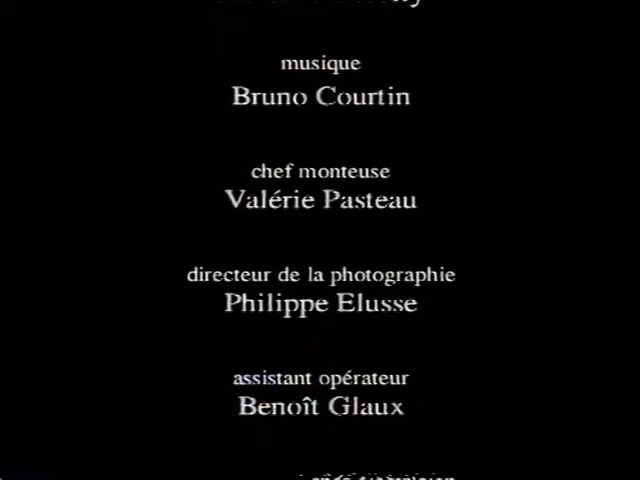 musique
Bruno Courtin
chef monteuse
Valérie Pasteau
directeur de la photographie
Philippe Elusse
assistant opérateur
Benoît Glaux